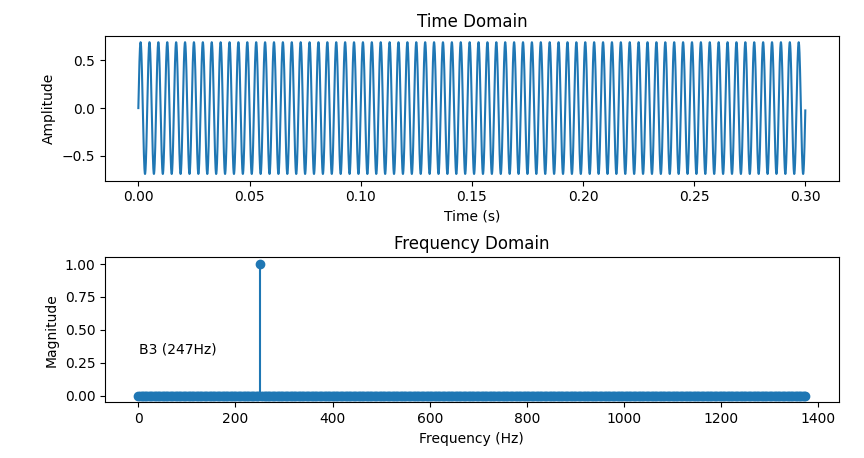 Time Domain
Amplitude
0.5
0.0
−0.5
0.00 0.05 0.10 0.15 0.20 0.25 0.30
Time (s)
Frequency Domain
Magnitude
1.00
0.75
0.50
B3 (247Hz)
0.25
0.00
0 200 400 600 800 1000 1200 1400
Frequency (Hz)